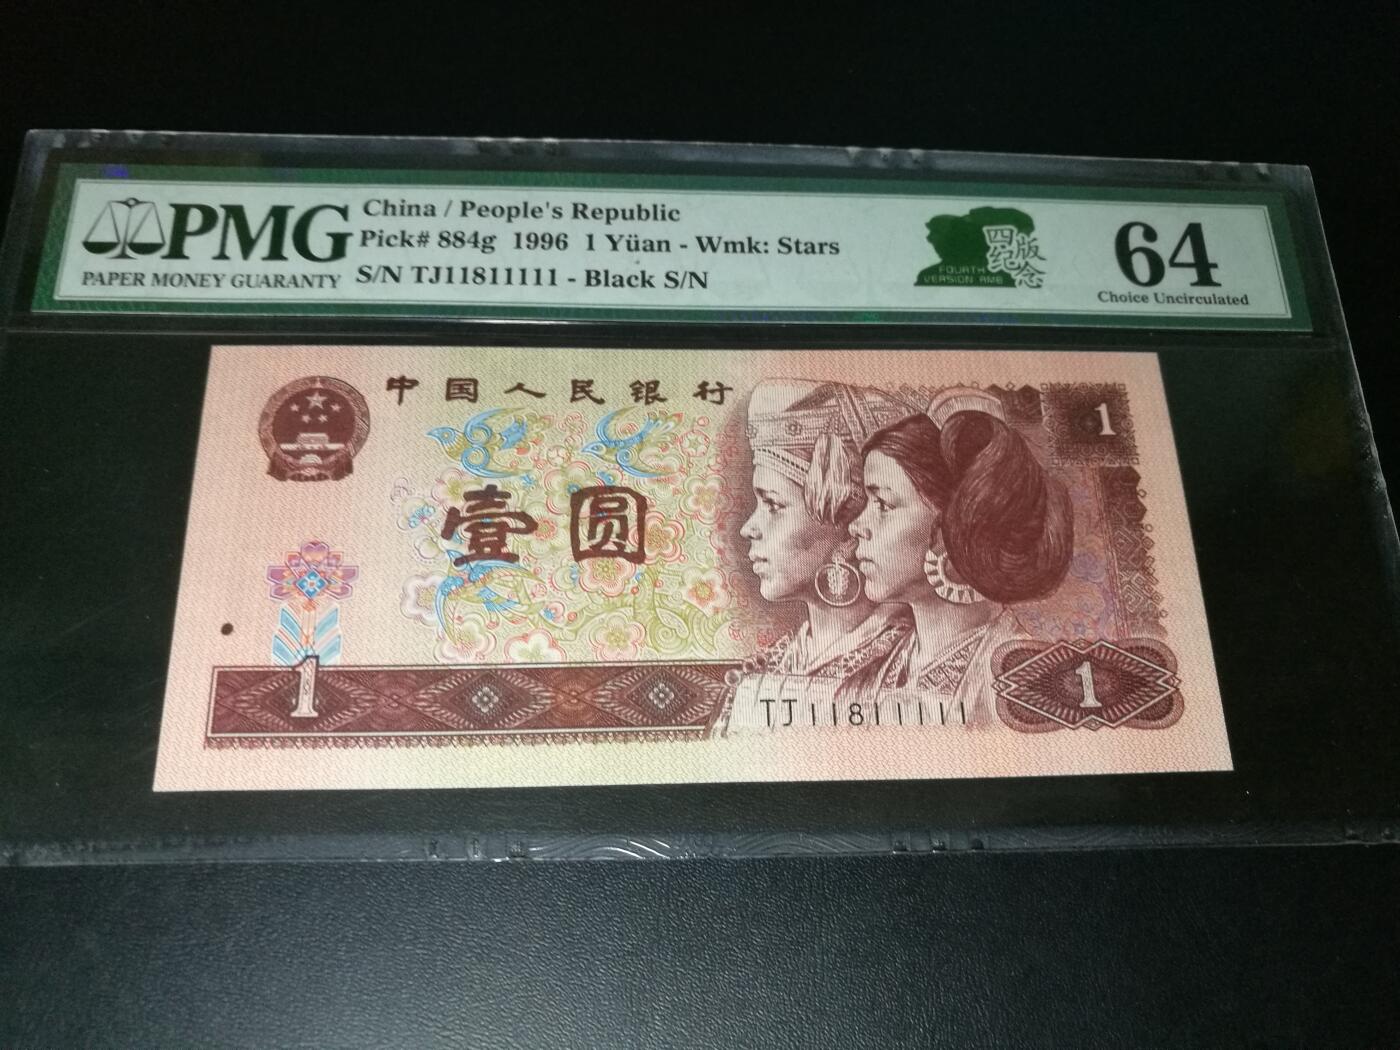 PMG
PAPER MONEY GUARANTY
China / People's Republic
Pick# 884g 1996 1 Yüan - Wmk: Stars
S/N TJ11811111 - Black S/N
四版
纪念
FOURTH
VERSION RMB
64
Choice Uncirculated
中国人民银行
1
壹圆
1
TJ11811111
1